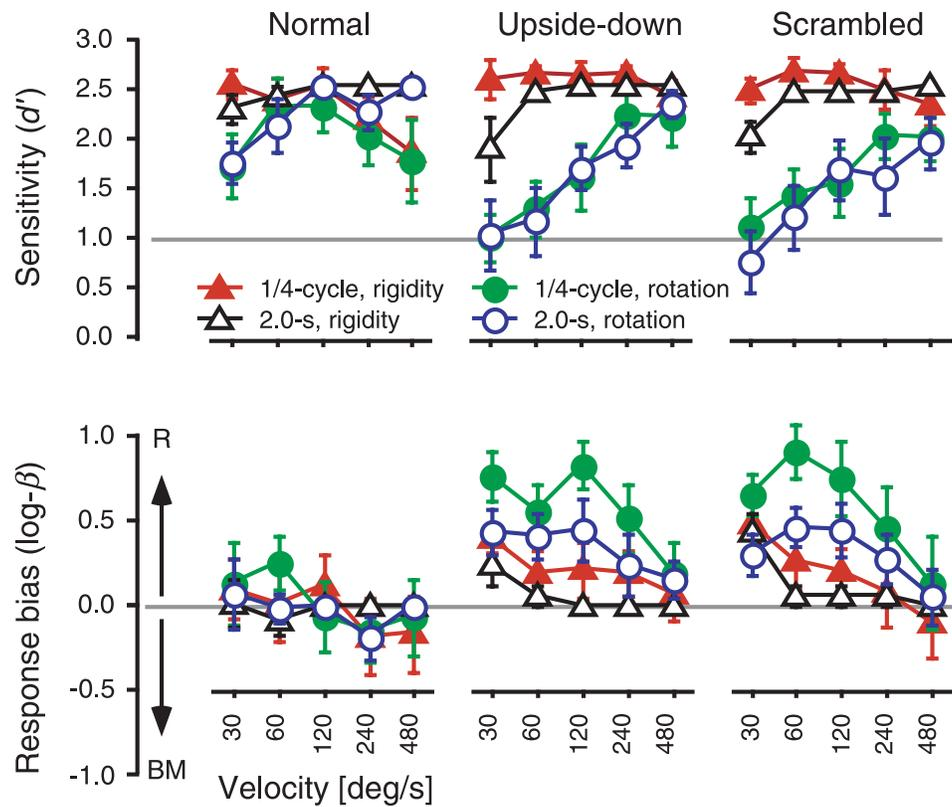 Normal Upside-down Scrambled
Sensitivity (d′)
3.0
2.5
2.0
1.5
1.0
0.5
0.0
1/4-cycle, rigidity 1/4-cycle, rotation
2.0-s, rigidity 2.0-s, rotation
Response bias (log-β)
1.0 R
0.5
0.0
-0.5
-1.0 BM
30 60 120 240 480 30 60 120 240 480 30 60 120 240 480
Velocity [deg/s]